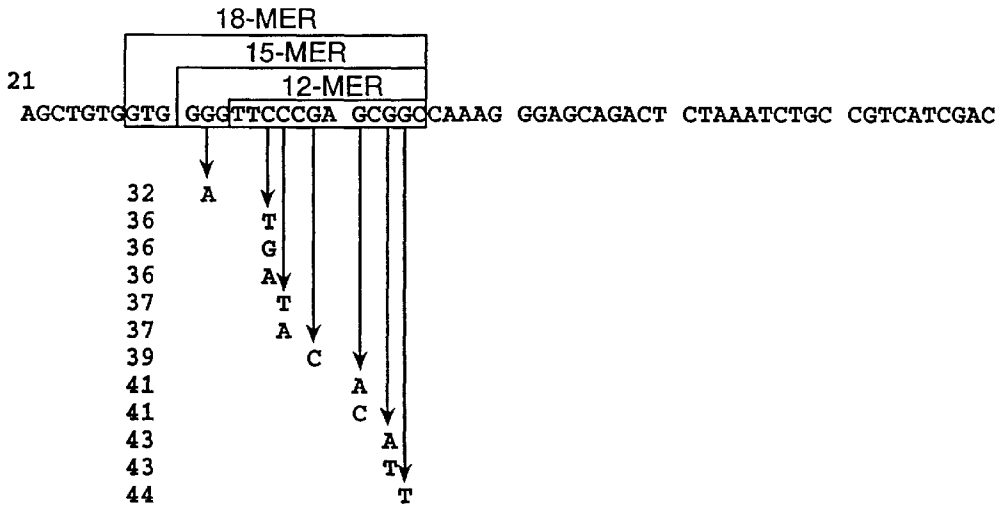 18-MER
15-MER
12-MER
21
AGCTGTGGTG GGGTTCCCGA GCGGCCAAAG GGAGCAGACT CTAAATCTGC CGTCATCGAC
32 A
36 T
36 G
36 A
37 T
37 A
39 C
41 A
41 C
43 A
43 T
44 T